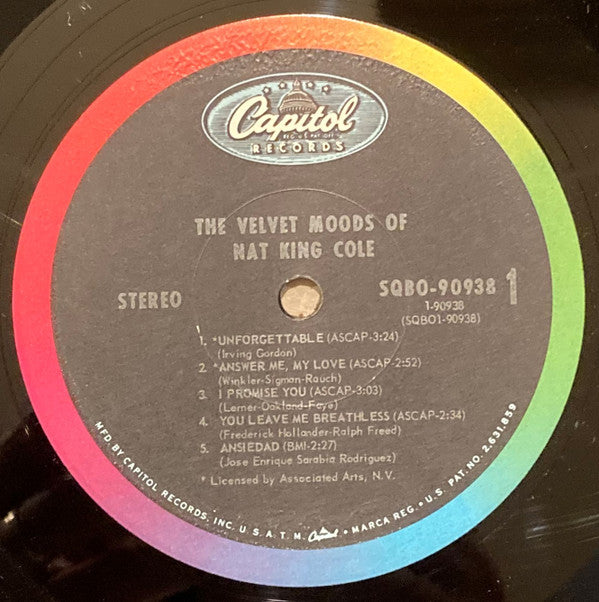 Capitol
REG. U.S. PAT. OFF.
RECORDS
THE VELVET MOODS OF
NAT KING COLE
STEREO
SQBO-90938 1
1-90938
(SQBO1-90938)
1. *UNFORGETTABLE (ASCAP-3:24)
(Irving Gordon)
2. *ANSWER ME, MY LOVE (ASCAP-2:52)
(Winkler-Sigman-Rauch)
3. I PROMISE YOU (ASCAP-3:03)
(Lerner-Oakland-Faye)
4. YOU LEAVE ME BREATHLESS (ASCAP-2:34)
(Frederick Hollander-Ralph Freed)
5. ANSIEDAD (BMI-2:27)
(Jose Enrique Sarabia Rodriguez)
* Licensed by Associated Arts, N.V.
MFD. BY CAPITOL RECORDS, INC. U.S.A. T.M. Capitol MARCA REG. • U.S. PAT. NO. 2,631,859